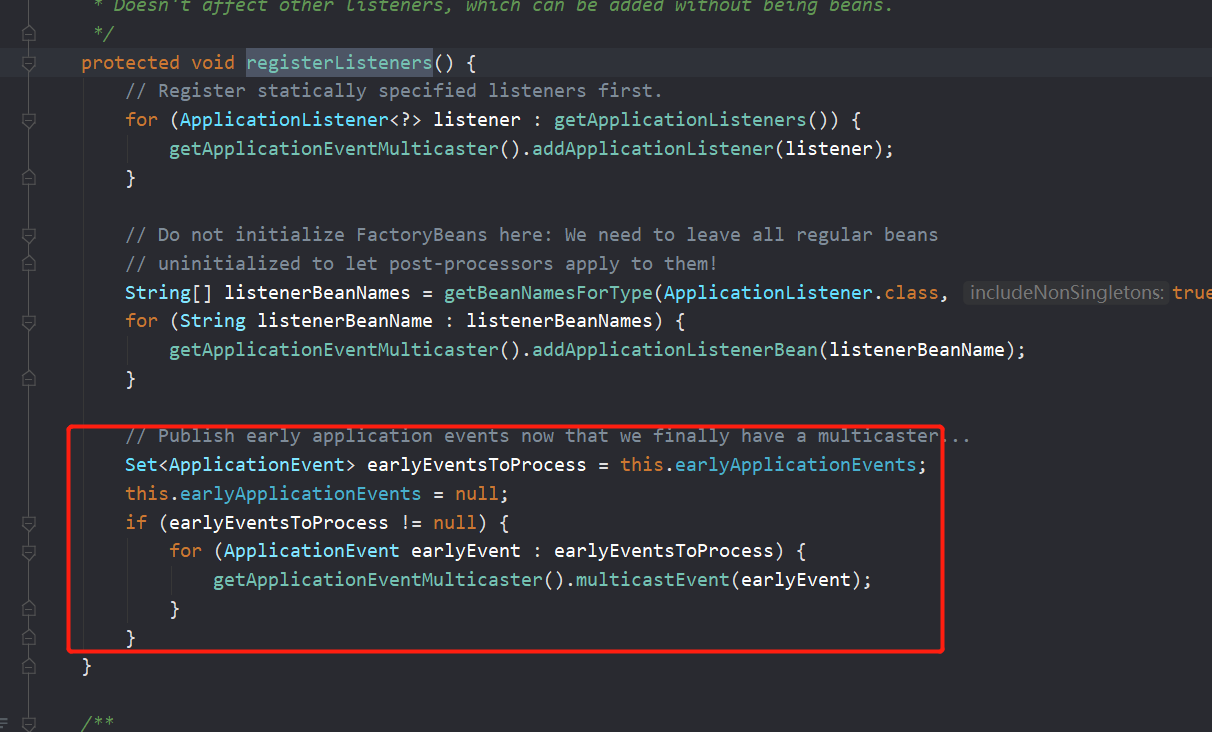 * Doesn't affect other listeners, which can be added without being beans.
*/
protected void registerListeners() {
// Register statically specified listeners first.
for (ApplicationListener<?> listener : getApplicationListeners()) {
getApplicationEventMulticaster().addApplicationListener(listener);
}
// Do not initialize FactoryBeans here: We need to leave all regular beans
// uninitialized to let post-processors apply to them!
String[] listenerBeanNames = getBeanNamesForType(ApplicationListener.class, includeNonSingletons: true
for (String listenerBeanName : listenerBeanNames) {
getApplicationEventMulticaster().addApplicationListenerBean(listenerBeanName);
}
// Publish early application events now that we finally have a multicaster...
Set<ApplicationEvent> earlyEventsToProcess = this.earlyApplicationEvents;
this.earlyApplicationEvents = null;
if (earlyEventsToProcess != null) {
for (ApplicationEvent earlyEvent : earlyEventsToProcess) {
getApplicationEventMulticaster().multicastEvent(earlyEvent);
}
}
}
/**